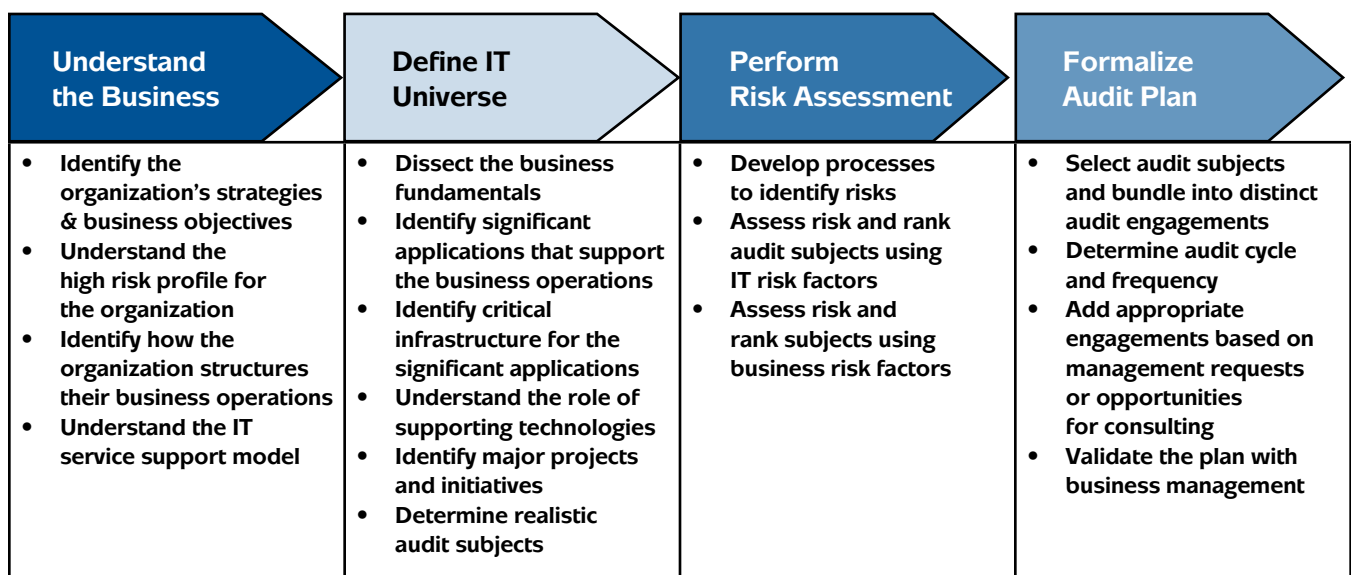 Understand
the Business
• Identify the
organization's strategies
& business objectives
• Understand the
high risk profile for
the organization
• Identify how the
organization structures
their business operations
• Understand the IT
service support model
Define IT
Universe
• Dissect the business
fundamentals
• Identify significant
applications that support
the business operations
• Identify critical
infrastructure for the
significant applications
• Understand the role of
supporting technologies
• Identify major projects
and initiatives
• Determine realistic
audit subjects
Perform
Risk Assessment
• Develop processes
to identify risks
• Assess risk and rank
audit subjects using
IT risk factors
• Assess risk and
rank subjects using
business risk factors
Formalize
Audit Plan
• Select audit subjects
and bundle into distinct
audit engagements
• Determine audit cycle
and frequency
• Add appropriate
engagements based on
management requests
or opportunities
for consulting
• Validate the plan with
business management